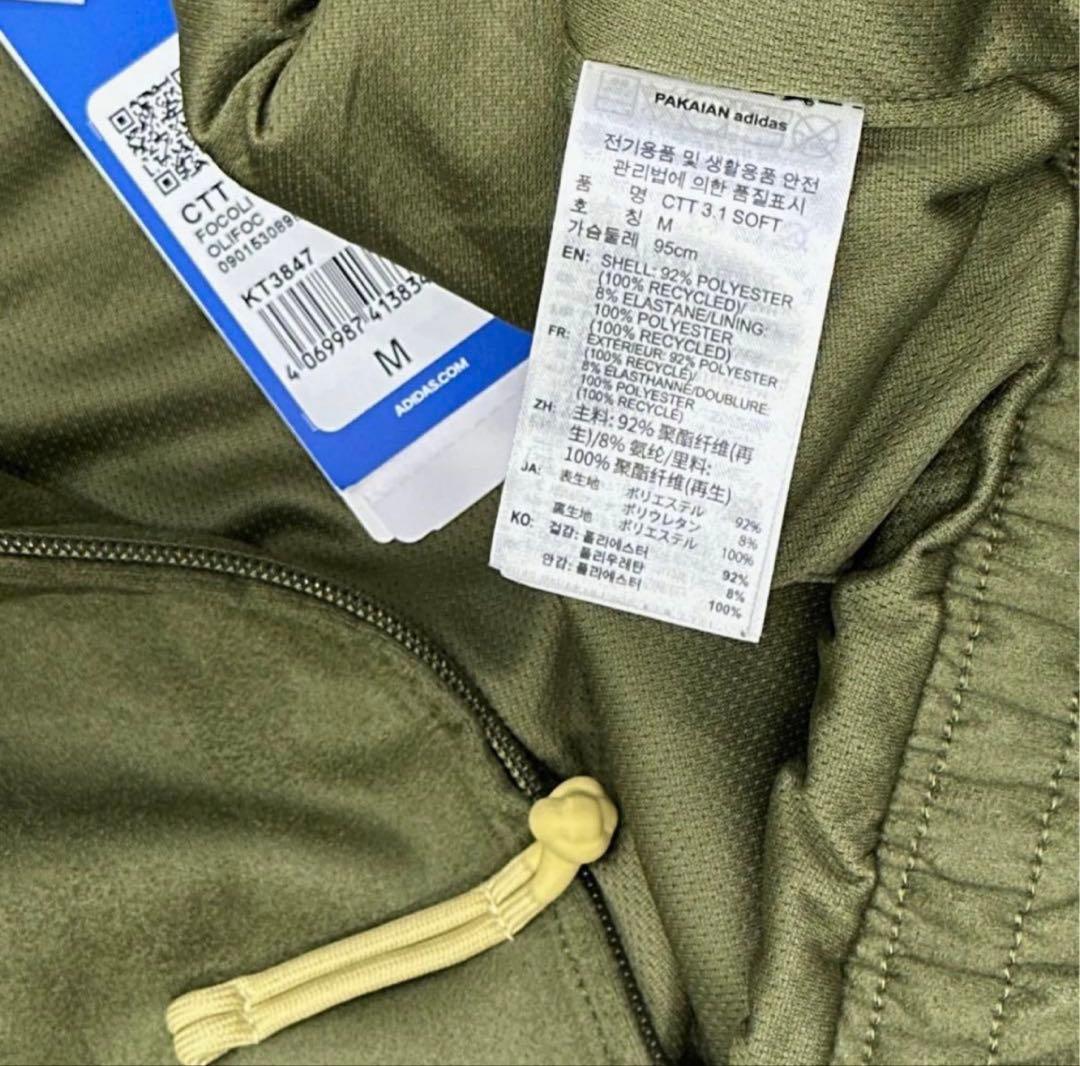 CTT
FOCOLI
OLIFOC
KT3847
4 069987 413834
M
ADIDAS.COM
PAKAIAN adidas
전기용품 및 생활용품 안전
관리법에 의한 품질표시
품 명 CTT 3.1 SOFT
호 칭 M
가슴둘레 95cm
EN: SHELL: 92% POLYESTER
(100% RECYCLED)/
8% ELASTANE/LINING:
100% POLYESTER
(100% RECYCLED)
FR: EXTÉRIEUR: 92% POLYESTER
(100% RECYCLÉ)/
8% ÉLASTHANNE/DOUBLURE:
100% POLYESTER
(100% RECYCLÉ)
ZH: 主料: 92% 聚酯纤维(再
生)/8% 氨纶/里料:
100% 聚酯纤维(再生)
JA: 表生地 ポリエステル 92%
ポリウレタン 8%
裏生地 ポリエステル 100%
KO: 겉감: 폴리에스터 92%
폴리우레탄 8%
안감: 폴리에스터 100%